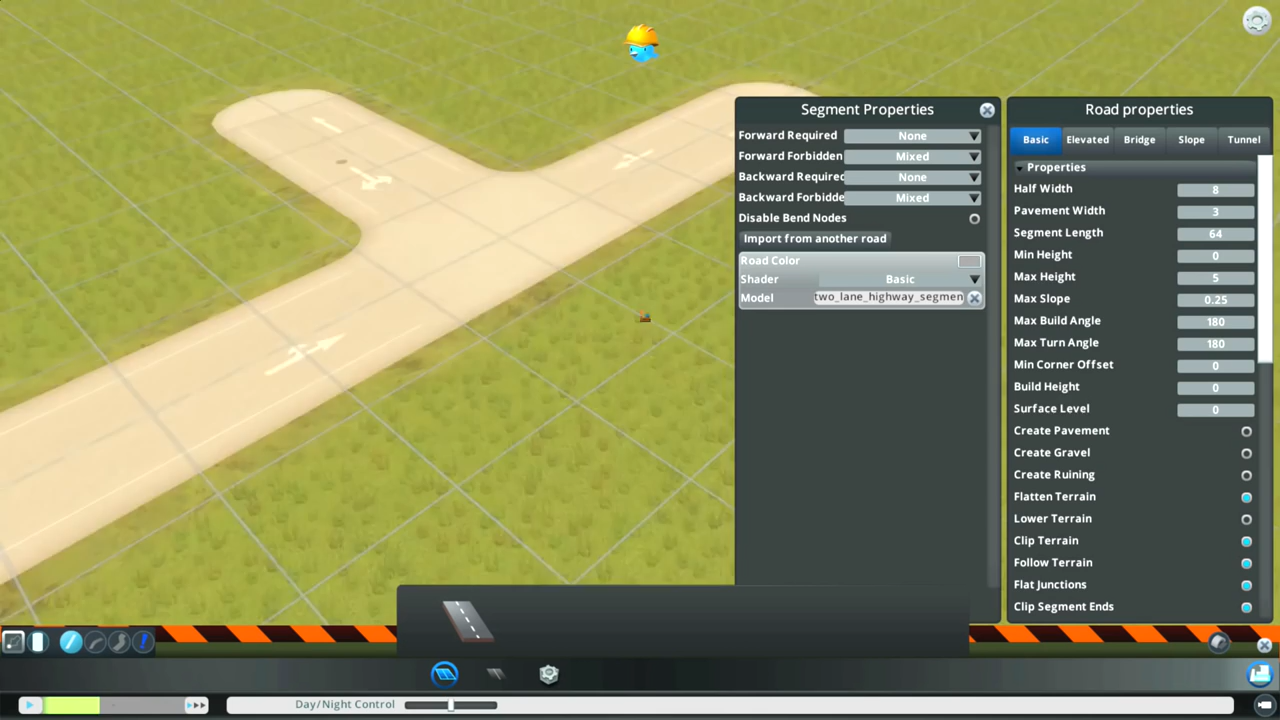 Segment Properties
Forward Required None
Forward Forbidden Mixed
Backward Required None
Backward Forbidde Mixed
Disable Bend Nodes
Import from another road
Road Color
Shader Basic
Model two_lane_highway_segmen
Road properties
Basic Elevated Bridge Slope Tunnel
Properties
Half Width 8
Pavement Width 3
Segment Length 64
Min Height 0
Max Height 5
Max Slope 0.25
Max Build Angle 180
Max Turn Angle 180
Min Corner Offset 0
Build Height 0
Surface Level 0
Create Pavement
Create Gravel
Create Ruining
Flatten Terrain
Lower Terrain
Clip Terrain
Follow Terrain
Flat Junctions
Clip Segment Ends
Day/Night Control